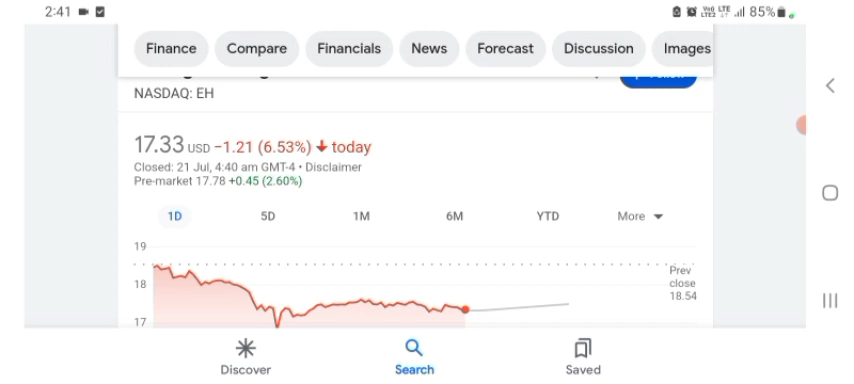 2:41 85%
Finance Compare Financials News Forecast Discussion Images
NASDAQ: EH
17.33 USD −1.21 (6.53%) today
Closed: 21 Jul, 4:40 am GMT-4 • Disclaimer
Pre-market 17.78 +0.45 (2.60%)
1D 5D 1M 6M YTD More
19
18
17
Prev
close
18.54
Discover Search Saved